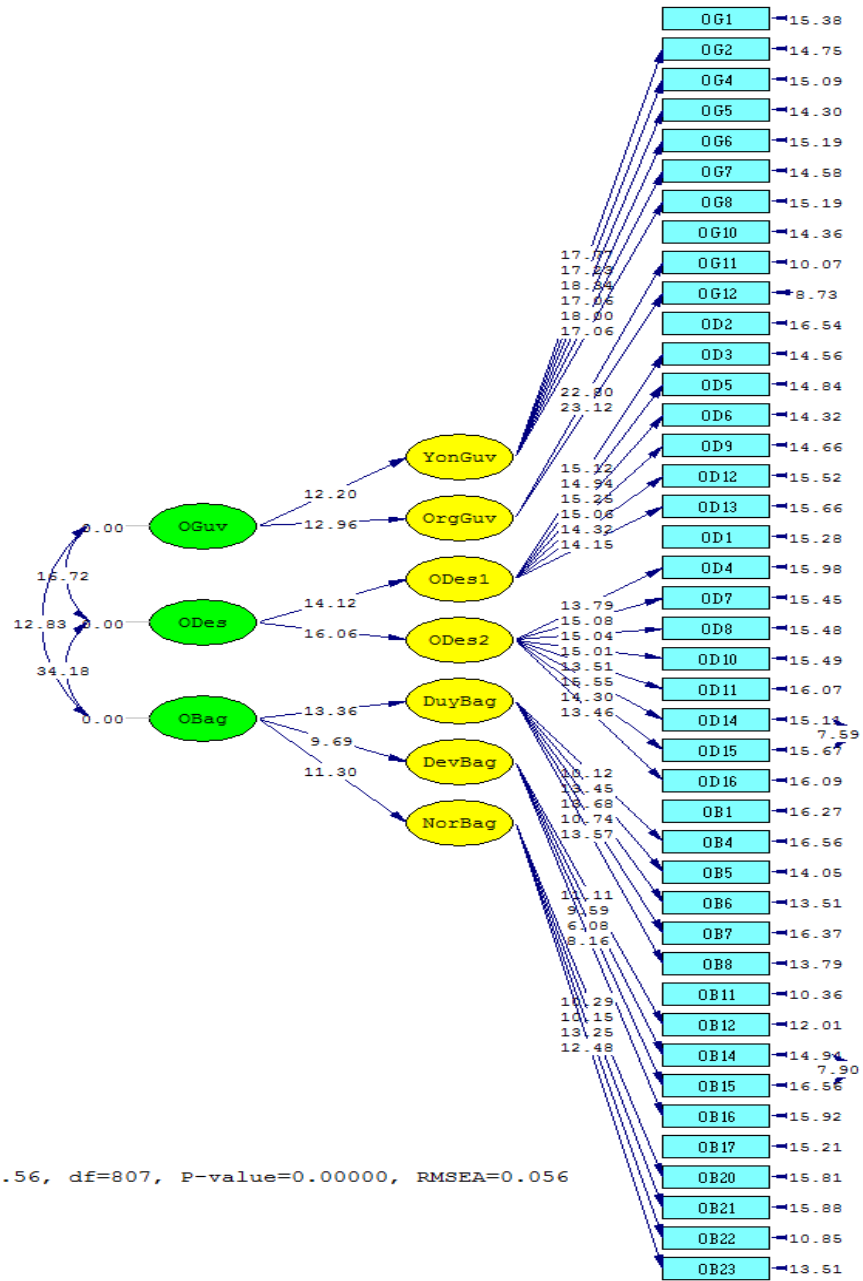 OG1 15.38
OG2 14.75
OG4 15.09
OG5 14.30
OG6 15.19
OG7 14.58
OG8 15.19
OG10 14.36
OG11 10.07
OG12 8.73
OD2 16.54
OD3 14.56
OD5 14.84
OD6 14.32
OD9 14.66
OD12 15.52
OD13 15.66
OD1 15.28
OD4 15.98
OD7 15.45
OD8 15.48
OD10 15.49
OD11 16.07
OD14 15.11
7.59
OD15 15.67
OD16 16.09
OB1 16.27
OB4 16.56
OB5 14.05
OB6 13.51
OB7 16.37
OB8 13.79
OB11 10.36
OB12 12.01
OB14 14.94
7.90
OB15 16.56
OB16 15.92
OB17 15.21
OB20 15.81
OB21 15.88
OB22 10.85
OB23 13.51
17.77
17.23
18.34
17.06
18.00
17.06
22.80
23.12
15.12
14.94
15.25
15.06
14.32
14.15
13.79
15.08
15.04
15.01
13.51
15.55
14.30
13.46
10.12
13.45
13.68
10.74
13.57
11.11
9.59
6.08
8.16
10.15
13.25
12.48
YonGuv
OrgGuv
ODes1
ODes2
DuyBag
DevBag
NorBag
12.20
12.96
14.12
16.06
13.36
9.69
11.30
0.00 OGuv
0.00 ODes
0.00 OBag
16.72
12.83
34.18
.56, df=807, P-value=0.00000, RMSEA=0.056